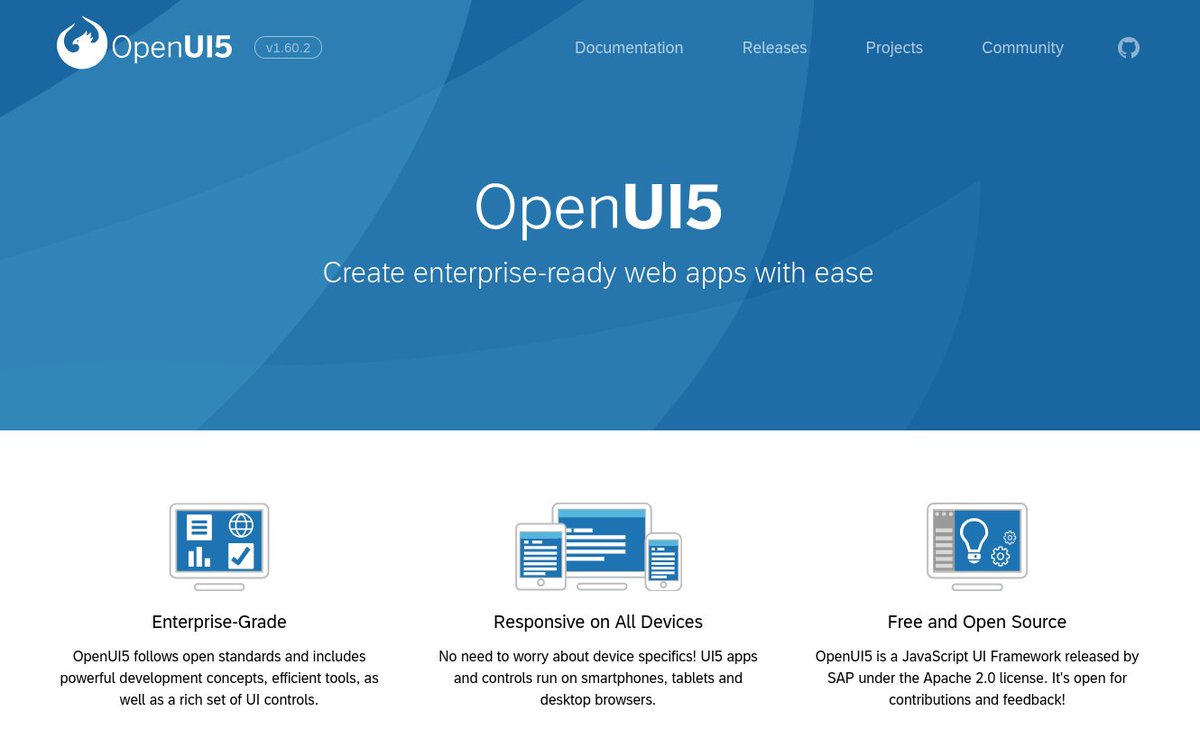 OpenUI5 v1.60.2 Documentation Releases Projects Community
OpenUI5
Create enterprise-ready web apps with ease
Enterprise-Grade
OpenUI5 follows open standards and includes
powerful development concepts, efficient tools, as
well as a rich set of UI controls.
Responsive on All Devices
No need to worry about device specifics! UI5 apps
and controls run on smartphones, tablets and
desktop browsers.
Free and Open Source
OpenUI5 is a JavaScript UI Framework released by
SAP under the Apache 2.0 license. It's open for
contributions and feedback!